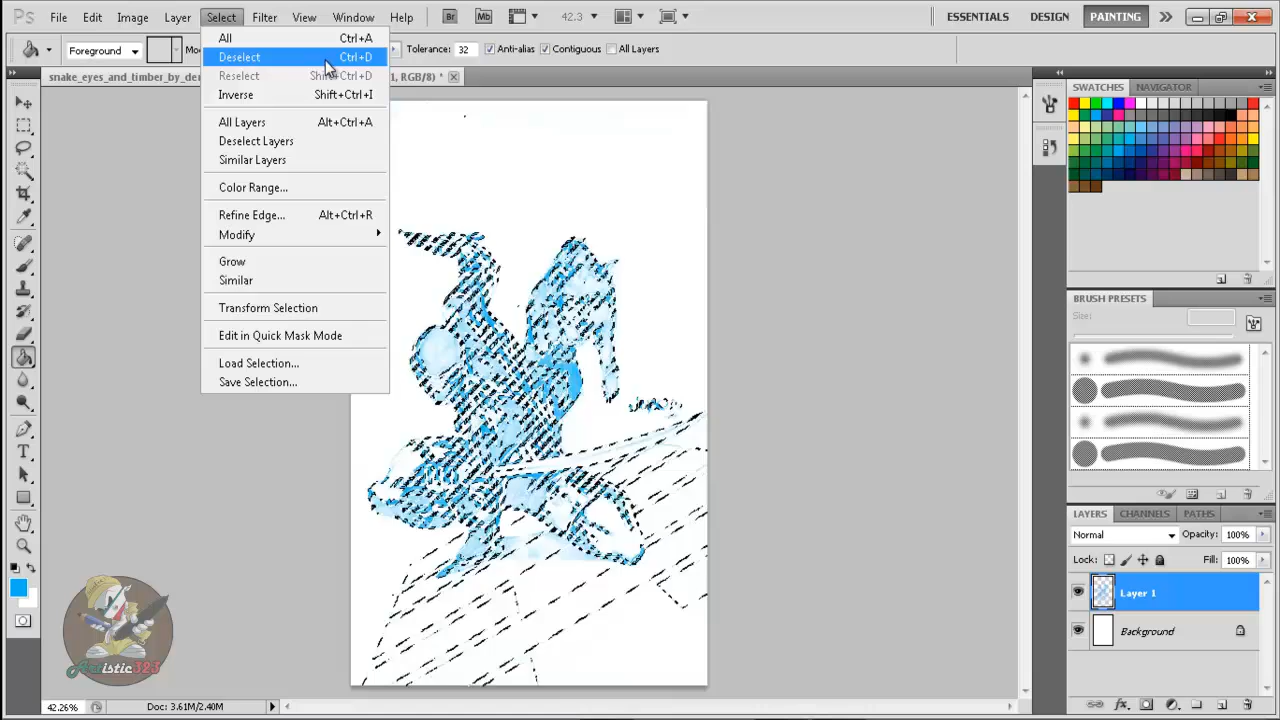 Ps File Edit Image Layer Select Filter View Window Help Br Mb 42.3 ESSENTIALS DESIGN PAINTING
Foreground Tolerance: 32 Anti-alias Contiguous All Layers
snake_eyes_and_timber_by_der 1, RGB/8) *
All Ctrl+A
Deselect Ctrl+D
Reselect Ctrl+D
Inverse Shift+Ctrl+I
All Layers Alt+Ctrl+A
Deselect Layers
Similar Layers
Color Range...
Refine Edge... Alt+Ctrl+R
Modify
Grow
Similar
Transform Selection
Edit in Quick Mask Mode
Load Selection...
Save Selection...
SWATCHES NAVIGATOR
BRUSH PRESETS
Size:
LAYERS CHANNELS PATHS
Normal Opacity: 100%
Lock: Fill: 100%
Layer 1
Background
Artistic323
42.26% Doc: 3.61M/2.40M